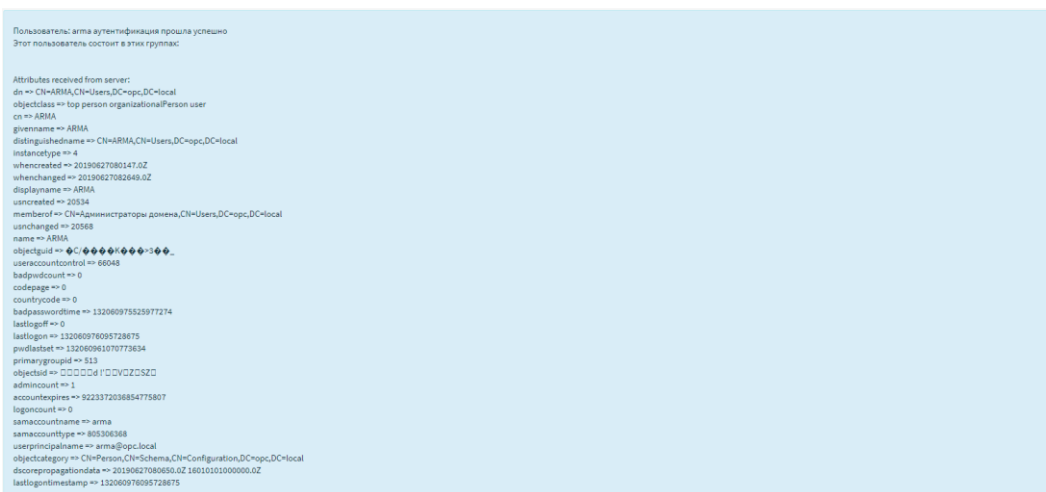 Пользователь: arma аутентификация прошла успешно
Этот пользователь состоит в этих группах:
Attributes received from server:
dn => CN=ARMA,CN=Users,DC=opc,DC=local
objectclass => top person organizationalPerson user
cn => ARMA
givenname => ARMA
distinguishedname => CN=ARMA,CN=Users,DC=opc,DC=local
instancetype => 4
whencreated => 20190627080147.0Z
whenchanged => 20190627082649.0Z
displayname => ARMA
usncreated => 20534
memberof => CN=Администраторы домена,CN=Users,DC=opc,DC=local
usnchanged => 20568
name => ARMA
objectguid => �C/����K���>3��_
useraccountcontrol => 66048
badpwdcount => 0
codepage => 0
countrycode => 0
badpasswordtime => 132060975525977274
lastlogoff => 0
lastlogon => 132060976095728675
pwdlastset => 132060961070773634
primarygroupid => 513
objectsid =>
admincount => 1
accountexpires => 9223372036854775807
logoncount => 0
samaccountname => arma
samaccounttype => 805306368
userprincipalname => arma@opc.local
objectcategory => CN=Person,CN=Schema,CN=Configuration,DC=opc,DC=local
dscorepropagationdata => 20190627080650.0Z 16010101000000.0Z
lastlogontimestamp => 132060976095728675